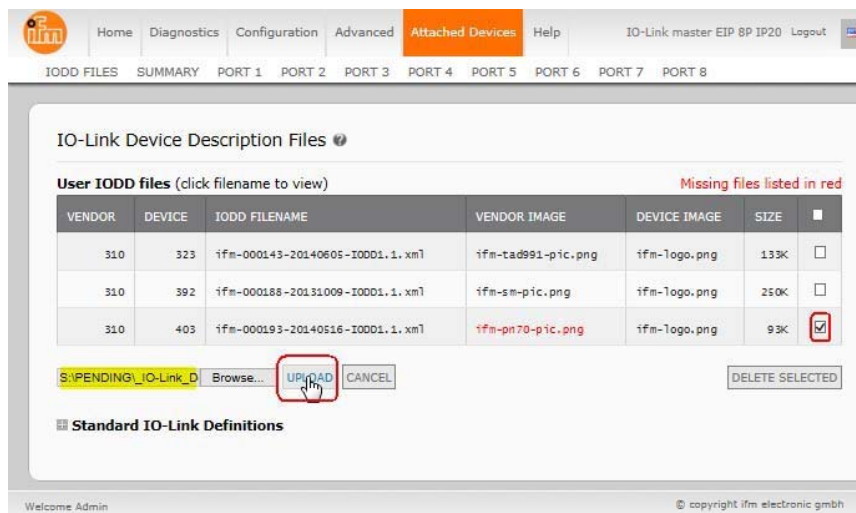 ifm
Home Diagnostics Configuration Advanced Attached Devices Help IO-Link master EIP 8P IP20 Logout
IODD FILES SUMMARY PORT 1 PORT 2 PORT 3 PORT 4 PORT 5 PORT 6 PORT 7 PORT 8
IO-Link Device Description Files ?
User IODD files (click filename to view) Missing files listed in red
VENDOR DEVICE IODD FILENAME VENDOR IMAGE DEVICE IMAGE SIZE
310 323 ifm-000143-20140605-IODD1.1.xml ifm-tad991-pic.png ifm-logo.png 133K
310 392 ifm-000188-20131009-IODD1.1.xml ifm-sm-pic.png ifm-logo.png 250K
310 403 ifm-000193-20140516-IODD1.1.xml ifm-pn70-pic.png ifm-logo.png 93K
S:\PENDING\_IO-Link_D Browse... UPLOAD CANCEL DELETE SELECTED
Standard IO-Link Definitions
Welcome Admin © copyright ifm electronic gmbh